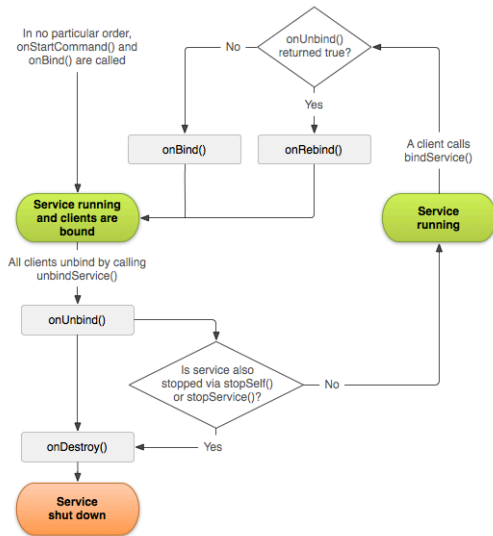 In no particular order,
onStartCommand() and
onBind() are called
onUnbind()
returned true?
No
Yes
onBind()
onRebind()
A client calls
bindService()
Service running
and clients are
bound
Service
running
All clients unbind by calling
unbindService()
onUnbind()
Is service also
stopped via stopSelf()
or stopService()?
No
Yes
onDestroy()
Service
shut down